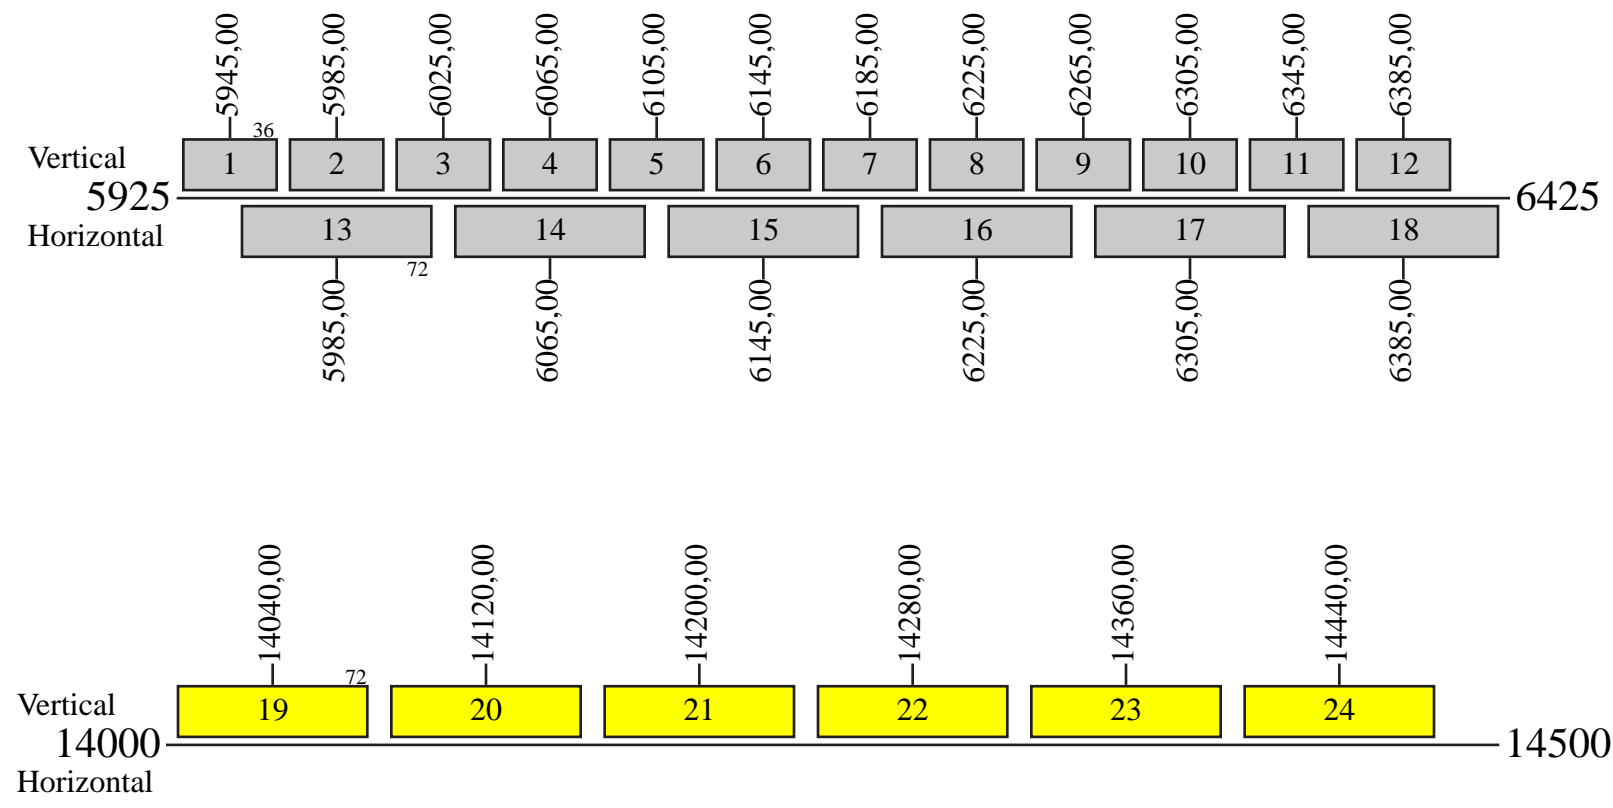 5945,00 5985,00 6025,00 6065,00 6105,00 6145,00 6185,00 6225,00 6265,00 6305,00 6345,00 6385,00
36
Vertical 1 2 3 4 5 6 7 8 9 10 11 12
5925 6425
Horizontal 13 14 15 16 17 18
72
5985,00 6065,00 6145,00 6225,00 6305,00 6385,00
14040,00 14120,00 14200,00 14280,00 14360,00 14440,00
72
Vertical 19 20 21 22 23 24
14000 14500
Horizontal